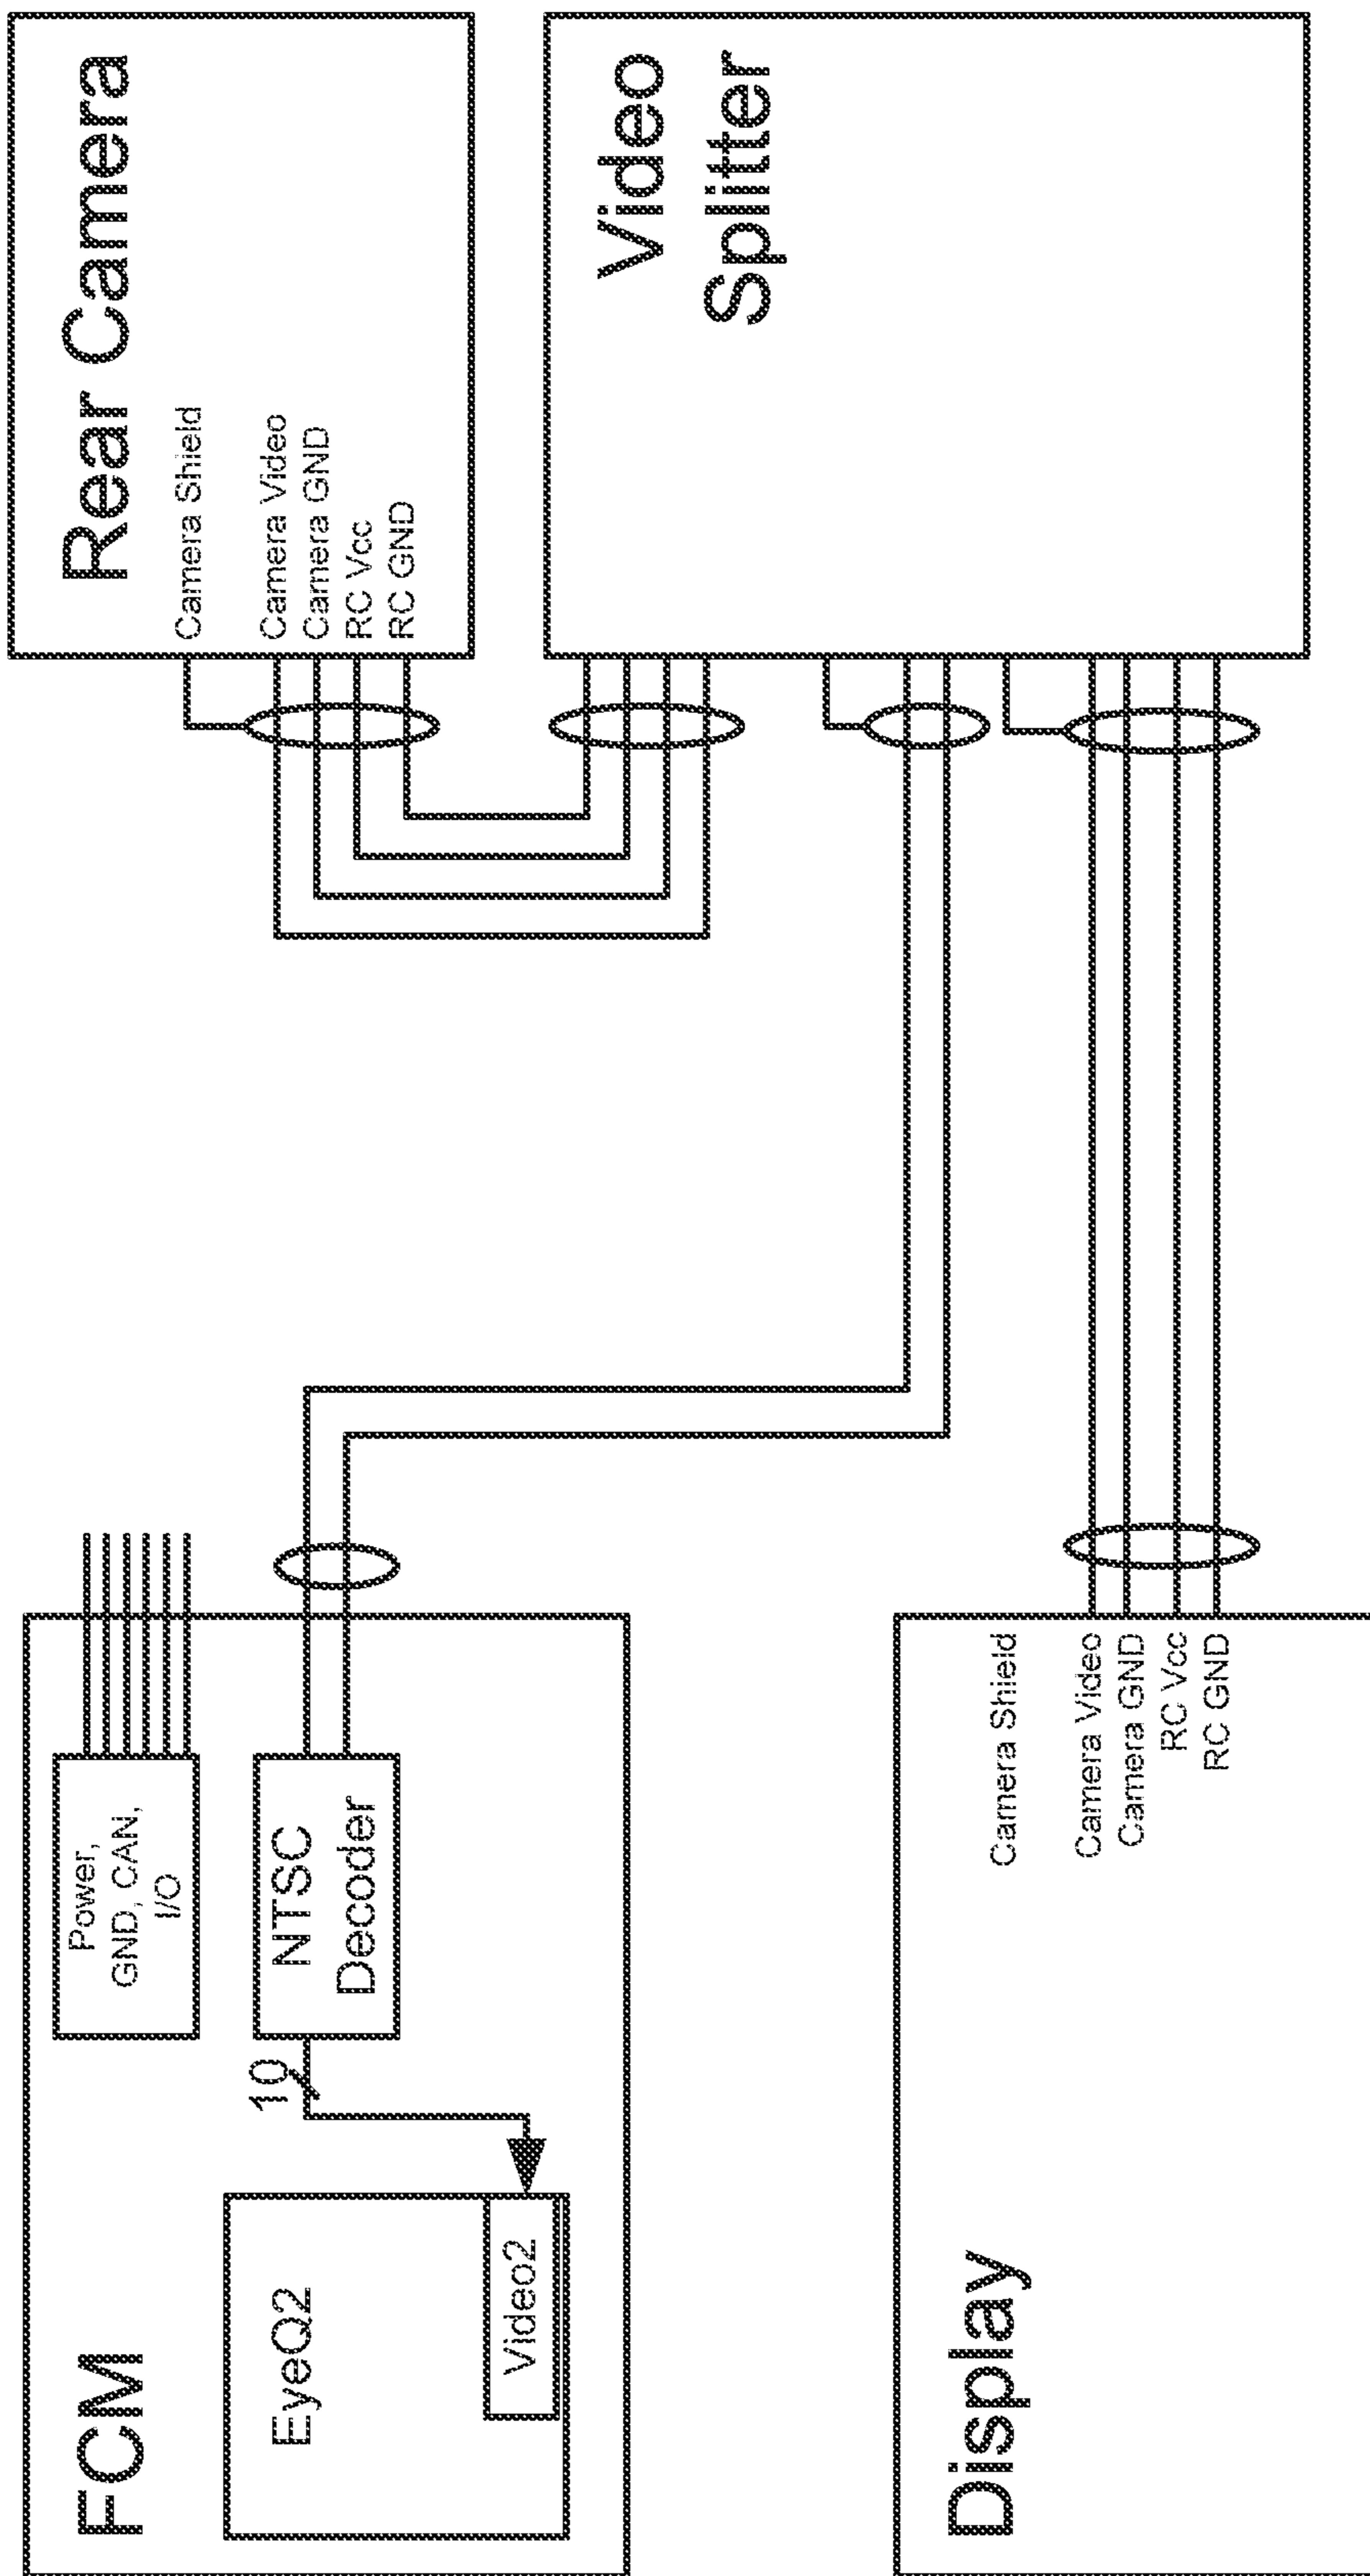 FCM
Power,
GND, CAN,
I/O
EyeQ2
Video2
10
NTSC
Decoder
Rear Camera
Camera Shield
Camera Video
Camera GND
RC Vcc
RC GND
Display
Camera Shield
Camera Video
Camera GND
RC Vcc
RC GND
Video
Splitter